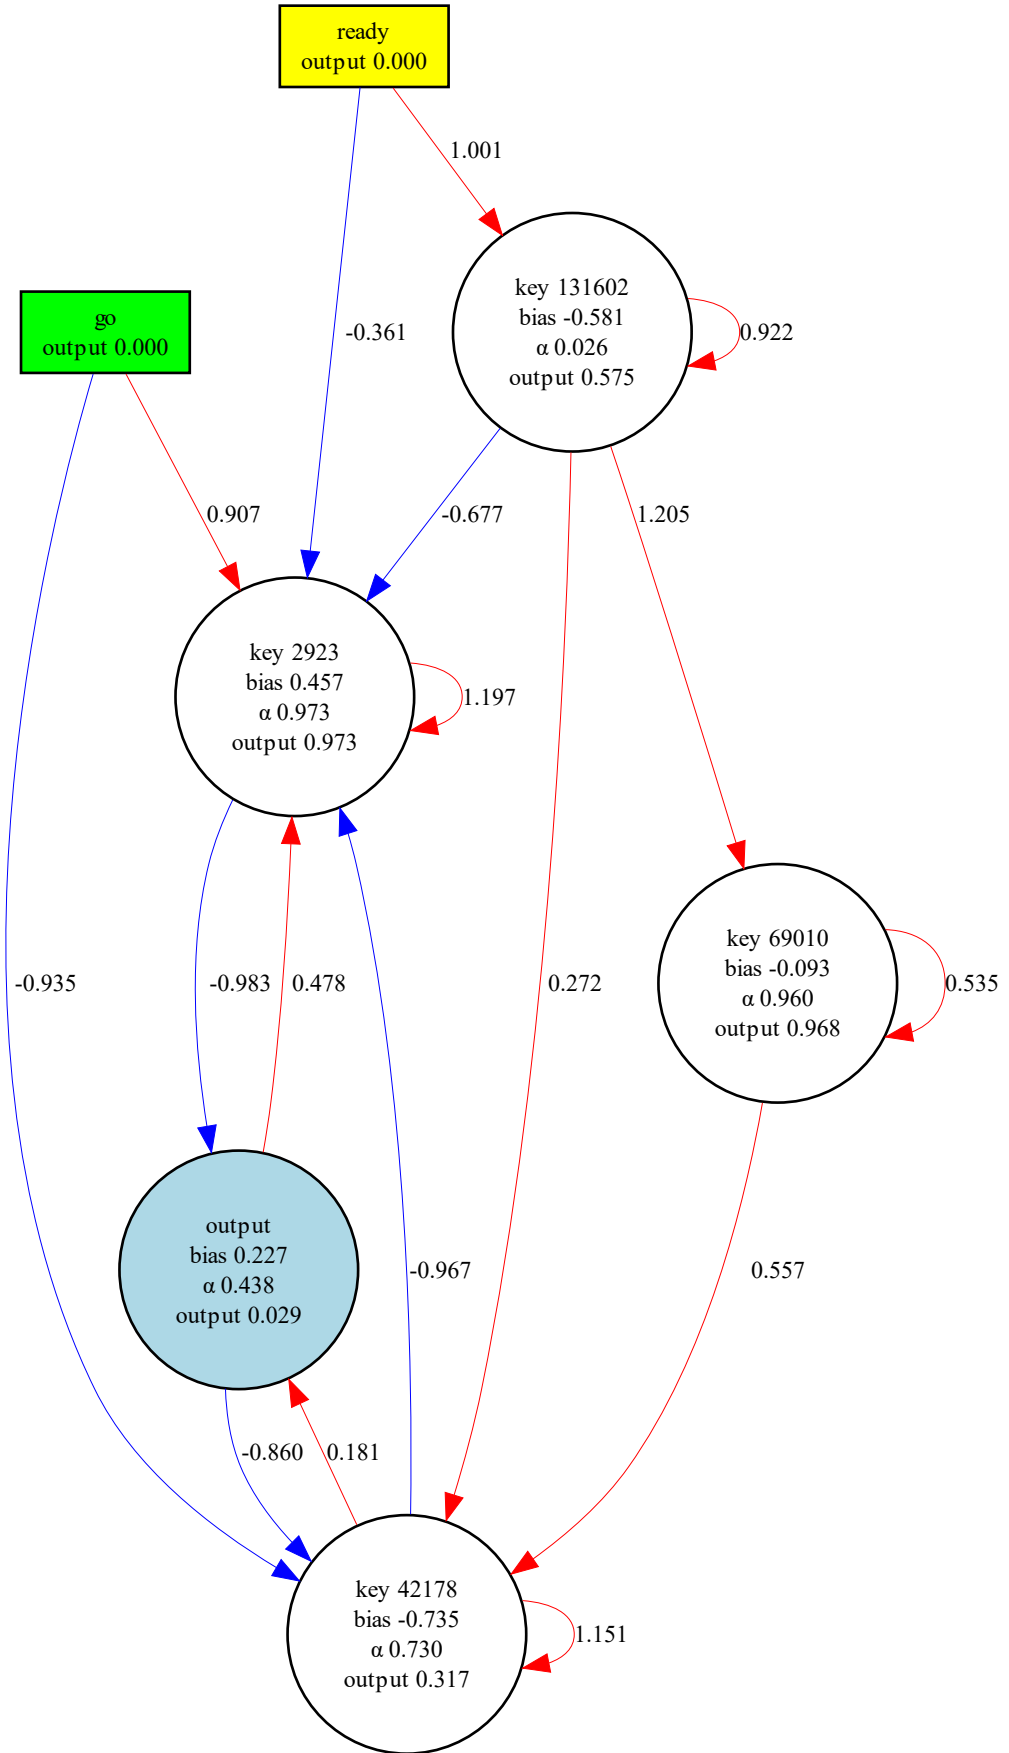 ready
output 0.000
1.001
key 131602
bias -0.581
α 0.026
output 0.575
0.922
go
output 0.000
-0.361
0.907
-0.677
1.205
key 2923
bias 0.457
α 0.973
output 0.973
1.197
key 69010
bias -0.093
α 0.960
output 0.968
0.535
-0.935
-0.983
0.478
0.272
output
bias 0.227
α 0.438
output 0.029
-0.967
0.557
-0.860
0.181
key 42178
bias -0.735
α 0.730
output 0.317
1.151